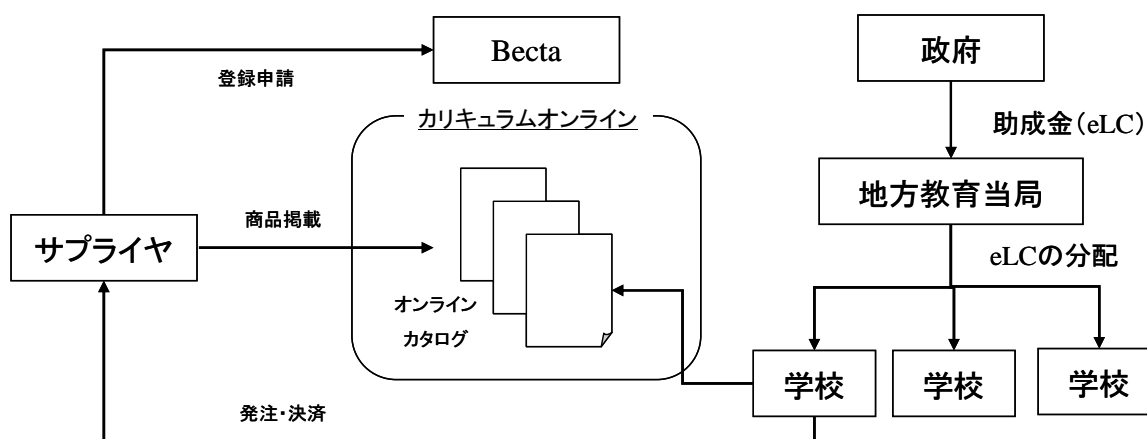 Becta
政府
登録申請
カリキュラムオンライン
助成金(eLC)
地方教育当局
商品掲載
サプライヤ
eLCの分配
オンライン
カタログ
学校
学校
学校
発注・決済